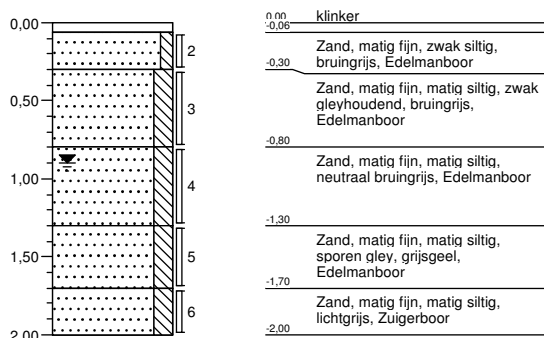 0,00
0,50
1,00
1,50
2,00
2
3
4
5
6
0,00
klinker
-0,06
Zand, matig fijn, zwak siltig,
bruingrijs, Edelmanboor
-0,30
Zand, matig fijn, matig siltig, zwak
gleyhoudend, bruingrijs,
Edelmanboor
-0,80
Zand, matig fijn, matig siltig,
neutraal bruingrijs, Edelmanboor
-1,30
Zand, matig fijn, matig siltig,
sporen gley, grijsgeel,
Edelmanboor
-1,70
Zand, matig fijn, matig siltig,
lichtgrijs, Zuigerboor
-2,00